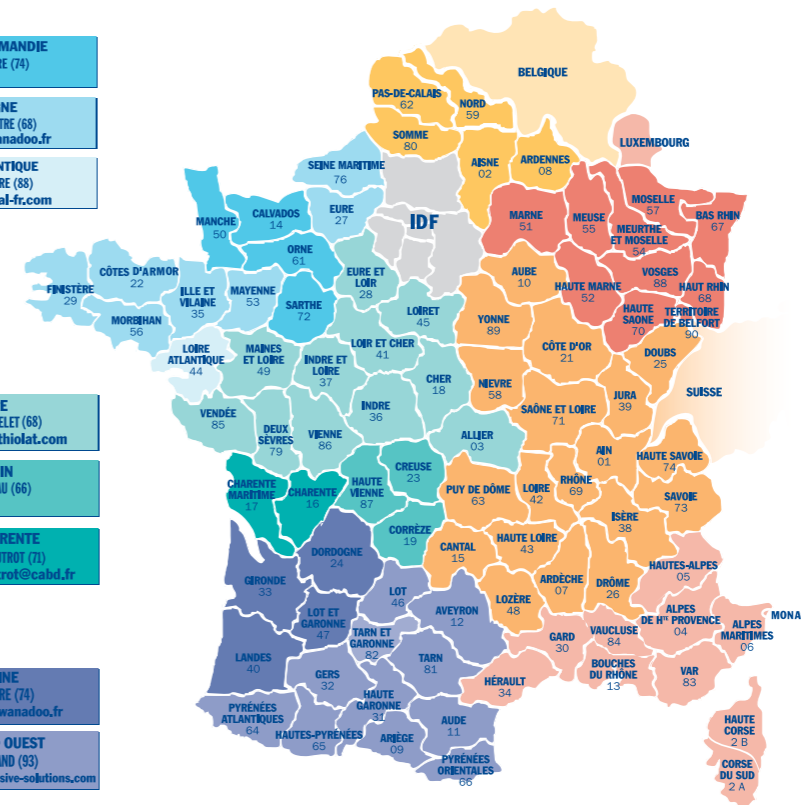 MANDIE
RE (74)
NE
TRE (68)
anadoo.fr
NTIQUE
RE (88)
al-fr.com
E
ELET (68)
thiolat.com
IN
AU (66)
RENTE
UTROT (71)
trot@cabd.fr
INE
RE (74)
wanadoo.fr
OUEST
AND (93)
sive-solutions.com
BELGIQUE
PAS-DE-CALAIS
62
NORD
59
SOMME
80
LUXEMBOURG
AISNE
02
ARDENNES
08
SEINE MARITIME
76
EURE
27
IDF
MANCHE
50
CALVADOS
14
ORNE
61
MARNE
51
MEUSE
55
MOSELLE
57
MEURTHE
ET MOSELLE
54
BAS RHIN
67
FINISTÈRE
29
CÔTES D'ARMOR
22
MORBIHAN
56
ILLE ET
VILAINE
35
MAYENNE
53
SARTHE
72
EURE ET
LOIR
28
LOIRET
45
AUBE
10
HAUTE MARNE
52
VOSGES
88
HAUT RHIN
68
HAUTE
SAONE
70
TERRITOIRE
DE BELFORT
90
YONNE
89
CÔTE D'OR
21
DOUBS
25
LOIRE
ATLANTIQUE
44
MAINES
ET LOIRE
49
INDRE ET
LOIRE
37
LOIR ET CHER
41
CHER
18
NIEVRE
58
SAÔNE ET LOIRE
71
JURA
39
SUISSE
VENDÉE
85
DEUX
SÈVRES
79
VIENNE
86
INDRE
36
ALLIER
03
AIN
01
HAUTE SAVOIE
74
CHARENTE
MARITIME
17
CHARENTE
16
HAUTE
VIENNE
87
CREUSE
23
PUY DE DÔME
63
LOIRE
42
RHÔNE
69
SAVOIE
73
ISÈRE
38
CORRÈZE
19
CANTAL
15
HAUTE LOIRE
43
DORDOGNE
24
GIRONDE
33
LOT
46
AVEYRON
12
LOZÈRE
48
ARDÈCHE
07
DRÔME
26
HAUTES-ALPES
05
LOT ET
GARONNE
47
TARN ET
GARONNE
82
LANDES
40
GERS
32
TARN
81
GARD
30
VAUCLUSE
84
ALPES
DE Hᵀᴱ PROVENCE
04
ALPES
MARITIMES
06
MONA
HÉRAULT
34
BOUCHES
DU RHÔNE
13
VAR
83
PYRÉNÉES
ATLANTIQUES
64
HAUTES-PYRÉNÉES
65
HAUTE
GARONNE
31
ARIÈGE
09
AUDE
11
PYRÉNÉES
ORIENTALES
66
HAUTE
CORSE
2 B
CORSE
DU SUD
2 A